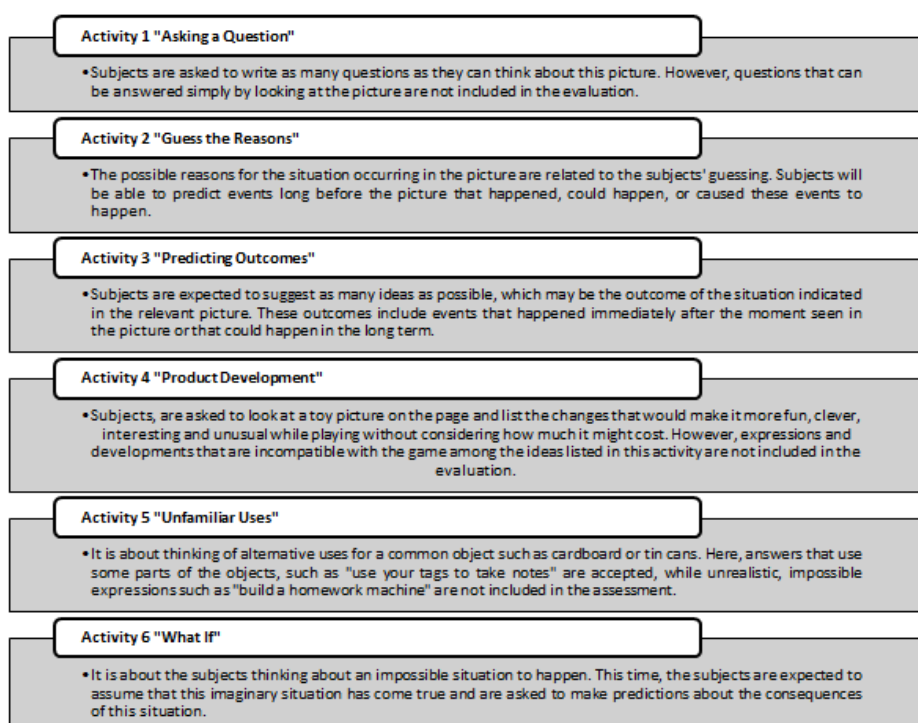 Activity 1 "Asking a Question"
•Subjects are asked to write as many questions as they can think about this picture. However, questions that can
be answered simply by looking at the picture are not included in the evaluation.
Activity 2 "Guess the Reasons"
•The possible reasons for the situation occurring in the picture are related to the subjects' guessing. Subjects will
be able to predict events long before the picture that happened, could happen, or caused these events to
happen.
Activity 3 "Predicting Outcomes"
•Subjects are expected to suggest as many ideas as possible, which may be the outcome of the situation indicated
in the relevant picture. These outcomes include events that happened immediately after the moment seen in
the picture or that could happen in the long term.
Activity 4 "Product Development"
•Subjects, are asked to look at a toy picture on the page and list the changes that would make it more fun, clever,
interesting and unusual while playing without considering how much it might cost. However, expressions and
developments that are incompatible with the game among the ideas listed in this activity are not included in the
evaluation.
Activity 5 "Unfamiliar Uses"
•It is about thinking of alternative uses for a common object such as cardboard or tin cans. Here, answers that use
some parts of the objects, such as "use your tags to take notes" are accepted, while unrealistic, impossible
expressions such as "build a homework machine" are not included in the assessment.
Activity 6 "What If"
•It is about the subjects thinking about an impossible situation to happen. This time, the subjects are expected to
assume that this imaginary situation has come true and are asked to make predictions about the consequences
of this situation.